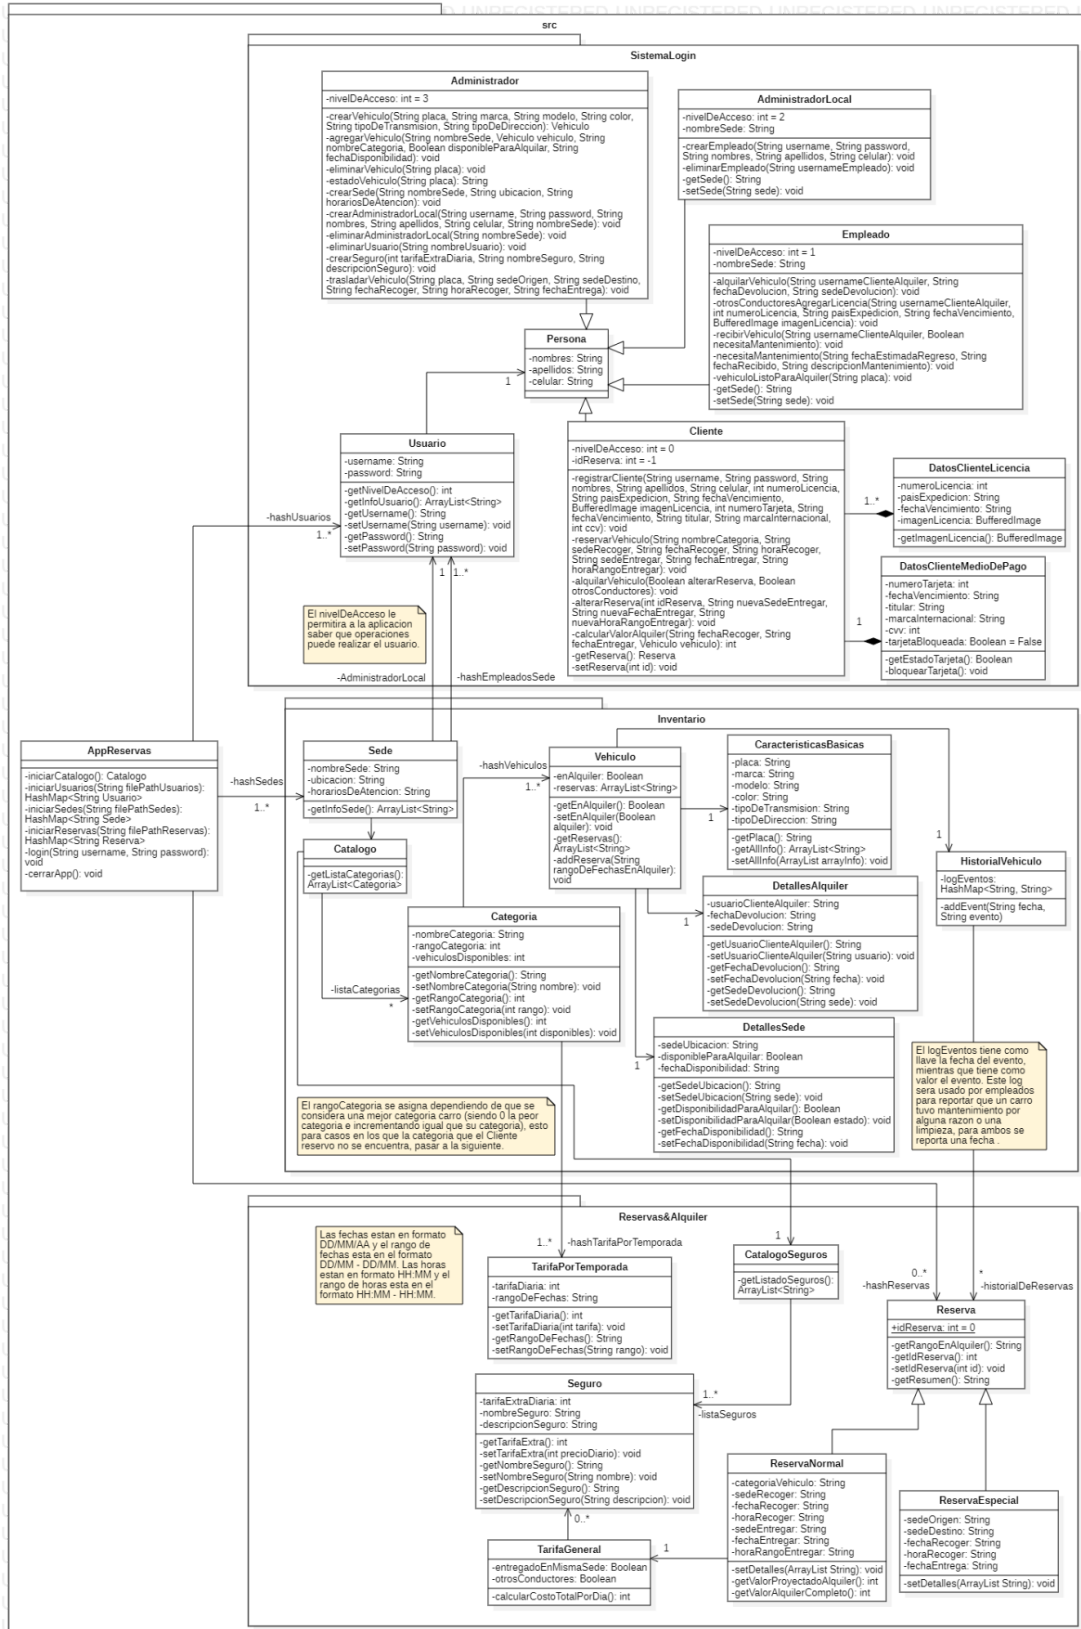 UNREGISTERED UNREGISTERED UNREGISTERED UNREGISTERED
src
SistemaLogin
Administrador
-nivelDeAcceso: int = 3
-crearVehiculo(String placa, String marca, String modelo, String color,
String tipoDeTransmision, String tipoDeDireccion): Vehiculo
-agregarVehiculo(String nombreSede, Vehiculo vehiculo, String
nombreCategoria, Boolean disponibleParaAlquilar, String
fechaDisponibilidad): void
-eliminarVehiculo(String placa): void
-estadoVehiculo(String placa): String
-crearSede(String nombreSede, String ubicacion, String
horariosDeAtencion): void
-crearAdministradorLocal(String username, String password, String
nombres, String apellidos, String celular, String nombreSede): void
-eliminarAdministradorLocal(String nombreSede): void
-eliminarUsuario(String nombreUsuario): void
-crearSeguro(int tarifaExtraDiaria, String nombreSeguro, String
descripcionSeguro): void
-trasladarVehiculo(String placa, String sedeOrigen, String sedeDestino,
String fechaRecoger, String horaRecoger, String fechaEntrega): void
AdministradorLocal
-nivelDeAcceso: int = 2
-nombreSede: String
-crearEmpleado(String username, String password,
String nombres, String apellidos, String celular): void
-eliminarEmpleado(String usernameEmpleado): void
-getSede(): String
-setSede(String sede): void
Empleado
-nivelDeAcceso: int = 1
-nombreSede: String
-alquilarVehiculo(String usernameClienteAlquiler, String
fechaDevolucion, String sedeDevolucion): void
-otrosConductoresAgregarLicencia(String usernameClienteAlquiler,
int numeroLicencia, String paisExpedicion, String fechaVencimiento,
BufferedImage imagenLicencia): void
-recibirVehiculo(String usernameClienteAlquiler, Boolean
necesitaMantenimiento): void
-necesitaMantenimiento(String fechaEstimadaRegreso, String
fechaRecibido, String descripcionMantenimiento): void
-vehiculoListoParaAlquiler(String placa): void
-getSede(): String
-setSede(String sede): void
Persona
-nombres: String
-apellidos: String
-celular: String
1
Usuario
-username: String
-password: String
-getNivelDeAcceso(): int
-getInfoUsuario(): ArrayList<String>
-getUsername(): String
-setUsername(String username): void
-getPassword(): String
-setPassword(String password): void
-hashUsuarios
1..*
1
1..*
Cliente
-nivelDeAcceso: int = 0
-idReserva: int = -1
-registrarCliente(String username, String password, String
nombres, String apellidos, String celular, int numeroLicencia,
String paisExpedicion, String fechaVencimiento,
BufferedImage imagenLicencia, int numeroTarjeta, String
fechaVencimiento, String titular, String marcaInternacional,
int ccv): void
-reservarVehiculo(String nombreCategoria, String
sedeRecoger, String fechaRecoger, String horaRecoger,
String sedeEntregar, String fechaEntregar, String
horaRangoEntregar): void
-alquilarVehiculo(Boolean alterarReserva, Boolean
otrosConductores): void
-alterarReserva(int idReserva, String nuevaSedeEntregar,
String nuevaFechaEntregar, String
nuevaHoraRangoEntregar): void
-calcularValorAlquiler(String fechaRecoger, String
fechaEntregar, Vehiculo vehiculo): int
-getReserva(): Reserva
-setReserva(int id): void
1..*
1
DatosClienteLicencia
-numeroLicencia: int
-paisExpedicion: String
-fechaVencimiento: String
-imagenLicencia: BufferedImage
-getImagenLicencia(): BufferedImage
DatosClienteMedioDePago
-numeroTarjeta: int
-fechaVencimiento: String
-titular: String
-marcaInternacional: String
-cvv: int
-tarjetaBloqueada: Boolean = False
-getEstadoTarjeta(): Boolean
-bloquearTarjeta(): void
El nivelDeAcceso le
permitira a la aplicacion
saber que operaciones
puede realizar el usuario.
-AdministradorLocal
-hashEmpleadosSede
AppReservas
-iniciarCatalogo(): Catalogo
-iniciarUsuarios(String filePathUsuarios):
HashMap<String Usuario>
-iniciarSedes(String filePathSedes):
HashMap<String Sede>
-iniciarReservas(String filePathReservas):
HashMap<String Reserva>
-login(String username, String password):
void
-cerrarApp(): void
-hashSedes
1..*
Inventario
Sede
-nombreSede: String
-ubicacion: String
-horariosDeAtencion: String
-getInfoSede(): ArrayList<String>
Catalogo
-getListaCategorias():
ArrayList<Categoria>
-hashVehiculos
1..*
Vehiculo
-enAlquiler: Boolean
-reservas: ArrayList<String>
-getEnAlquiler(): Boolean
-setEnAlquiler(Boolean
alquiler): void
-getReservas():
ArrayList<String>
-addReserva(String
rangoDeFechasEnAlquiler):
void
CaracteristicasBasicas
-placa: String
-marca: String
-modelo: String
-color: String
-tipoDeTransmision: String
-tipoDeDireccion: String
-getPlaca(): String
-getAllInfo(): ArrayList<String>
-setAllInfo(ArrayList arrayInfo): void
1
1
HistorialVehiculo
-logEventos:
HashMap<String, String>
-addEvent(String fecha,
String evento)
DetallesAlquiler
-usuarioClienteAlquiler: String
-fechaDevolucion: String
-sedeDevolucion: String
-getUsuarioClienteAlquiler(): String
-setUsuarioClienteAlquiler(String usuario): void
-getFechaDevolucion(): String
-setFechaDevolucion(String fecha): void
-getSedeDevolucion(): String
-setSedeDevolucion(String sede): void
1
Categoria
-nombreCategoria: String
-rangoCategoria: int
-vehiculosDisponibles: int
-getNombreCategoria(): String
-setNombreCategoria(String nombre): void
-getRangoCategoria(): int
-setRangoCategoria(int rango): void
-getVehiculosDisponibles(): int
-setVehiculosDisponibles(int disponibles): void
-listaCategorias
*
DetallesSede
-sedeUbicacion: String
-disponibleParaAlquilar: Boolean
-fechaDisponibilidad: String
-getSedeUbicacion(): String
-setSedeUbicacion(String sede): void
-getDisponibilidadParaAlquilar(): Boolean
-setDisponibilidadParaAlquilar(Boolean estado): void
-getFechaDisponibilidad(): String
-setFechaDisponibilidad(String fecha): void
1
El logEventos tiene como
llave la fecha del evento,
mientras que tiene como
valor el evento. Este log
sera usado por empleados
para reportar que un carro
tuvo mantenimiento por
alguna razon o una
limpieza, para ambos se
reporta una fecha .
El rangoCategoria se asigna dependiendo de que se
considera una mejor categoria carro (siendo 0 la peor
categoria e incrementando igual que su categoria), esto
para casos en los que la categoria que el Cliente
reservo no se encuentra, pasar a la siguiente.
Reservas&Alquiler
Las fechas estan en formato
DD/MM/AA y el rango de
fechas esta en el formato
DD/MM - DD/MM. Las horas
estan en formato HH:MM y el
rango de horas esta en el
formato HH:MM - HH:MM.
1..*
-hashTarifaPorTemporada
TarifaPorTemporada
-tarifaDiaria: int
-rangoDeFechas: String
-getTarifaDiaria(): int
-setTarifaDiaria(int tarifa): void
-getRangoDeFechas(): String
-setRangoDeFechas(String rango): void
1
CatalogoSeguros
-getListadoSeguros():
ArrayList<String>
0..*
-hashReservas
*
-historialDeReservas
Reserva
+idReserva: int = 0
-getRangoEnAlquiler(): String
-getIdReserva(): int
-setIdReserva(int id): void
-getResumen(): String
Seguro
-tarifaExtraDiaria: int
-nombreSeguro: String
-descripcionSeguro: String
-getTarifaExtra(): int
-setTarifaExtra(int precioDiario): void
-getNombreSeguro(): String
-setNombreSeguro(String nombre): void
-getDescripcionSeguro(): String
-setDescripcionSeguro(String descripcion): void
1..*
-listaSeguros
0..*
TarifaGeneral
-entregadoEnMismaSede: Boolean
-otrosConductores: Boolean
-calcularCostoTotalPorDia(): int
1
ReservaNormal
-categoriaVehiculo: String
-sedeRecoger: String
-fechaRecoger: String
-horaRecoger: String
-sedeEntregar: String
-fechaEntregar: String
-horaRangoEntregar: String
-setDetalles(ArrayList String): void
-getValorProyectadoAlquiler(): int
-getValorAlquilerCompleto(): int
ReservaEspecial
-sedeOrigen: String
-sedeDestino: String
-fechaRecoger: String
-horaRecoger: String
-fechaEntrega: String
-setDetalles(ArrayList String): void